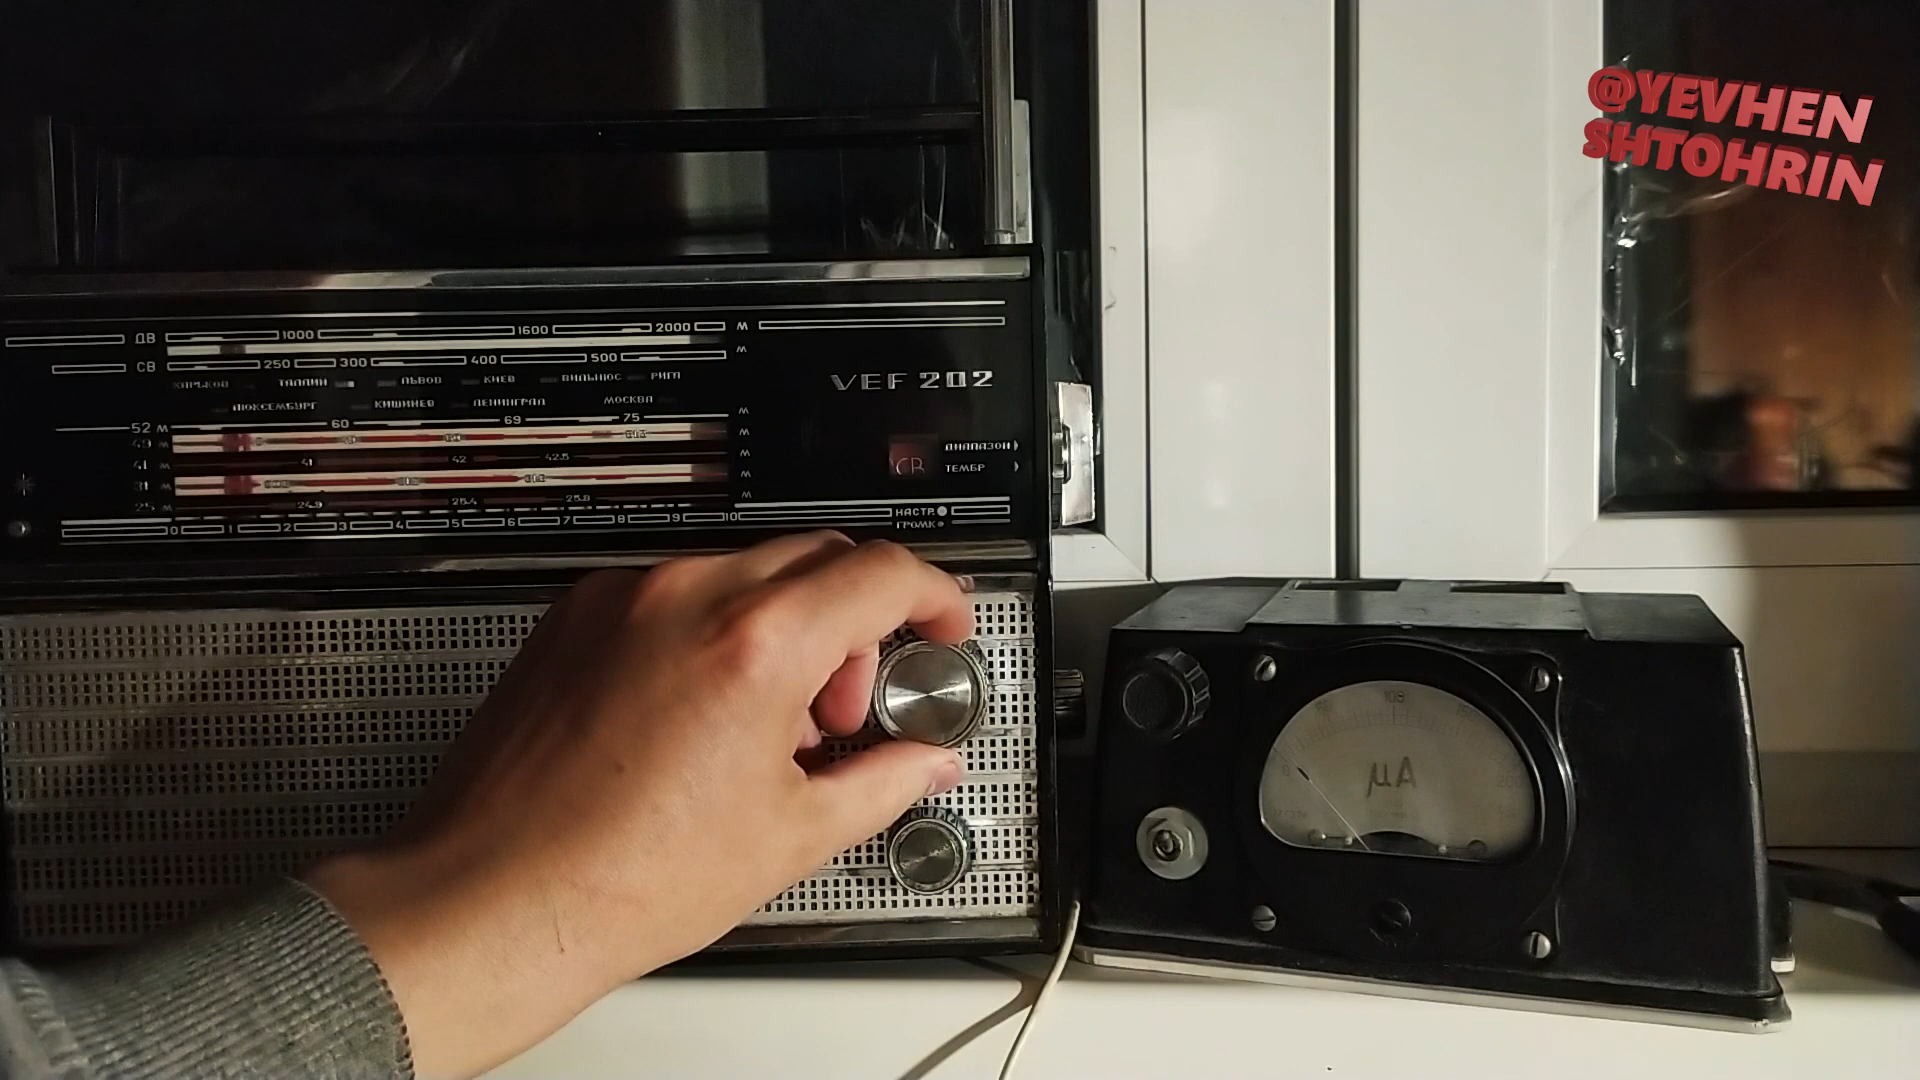 @YEVHEN
SHTOHRIN
ДВ 1000 1600 2000 м
м
СВ 250 300 400 500
ХАРЬКОВ ТАЛЛИН ЛЬВОВ КИЕВ ВИЛЬНЮС РИГА
VEF 202
ЛЮКСЕМБУРГ КИШИНЕВ ЛЕНИНГРАД МОСКВА
52 м 60 69 75 м
49 м м
ДИАПАЗОН
41 м 41 42 42.5 м
СВ ТЕМБР
31 м м
25 м 24.9 25.4 25.8 м
0 1 2 3 4 5 6 7 8 9 10 НАСТР.
ГРОМК
0 100
μA